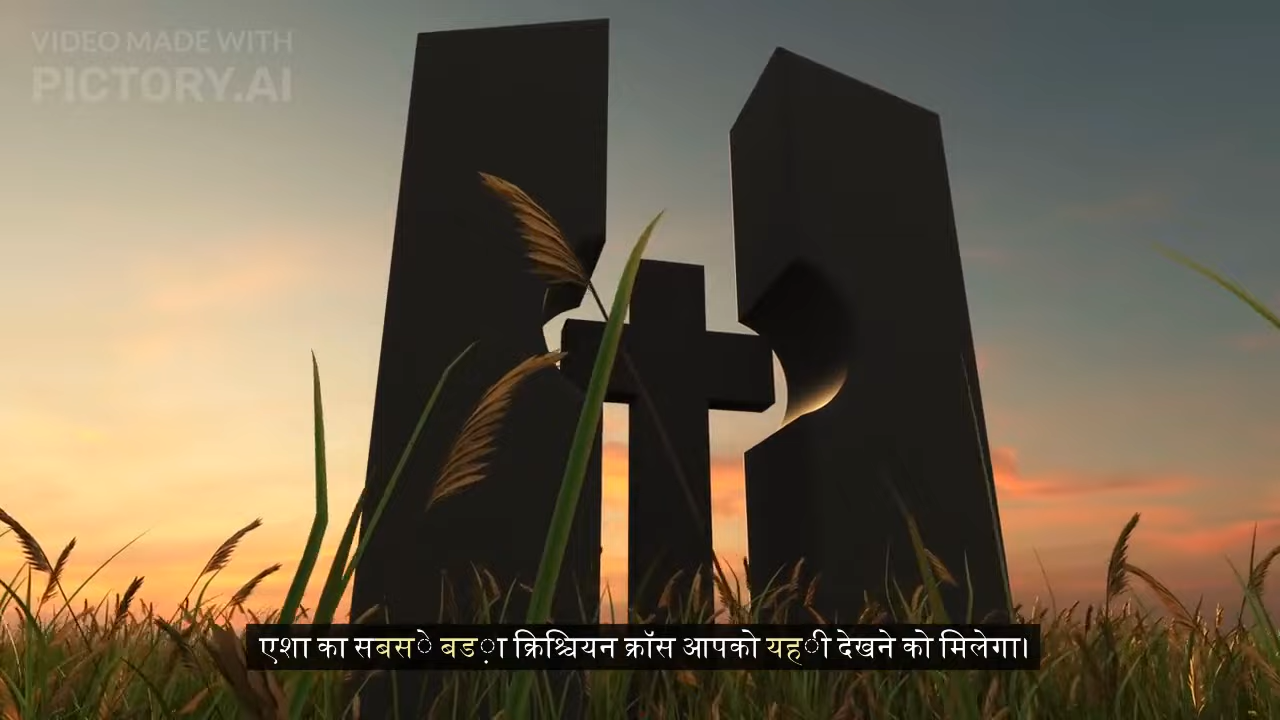 VIDEO MADE WITH
PICTORY.AI
एशा का सबसे बड़ा क्रिश्चियन क्रॉस आपको यही देखने को मिलेगा।